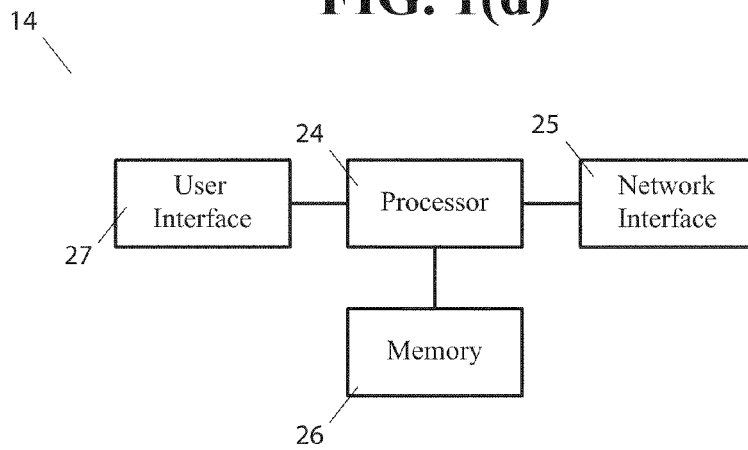 FIG. 1(d)
14
24
25
User
Interface
Processor
Network
Interface
27
Memory
26